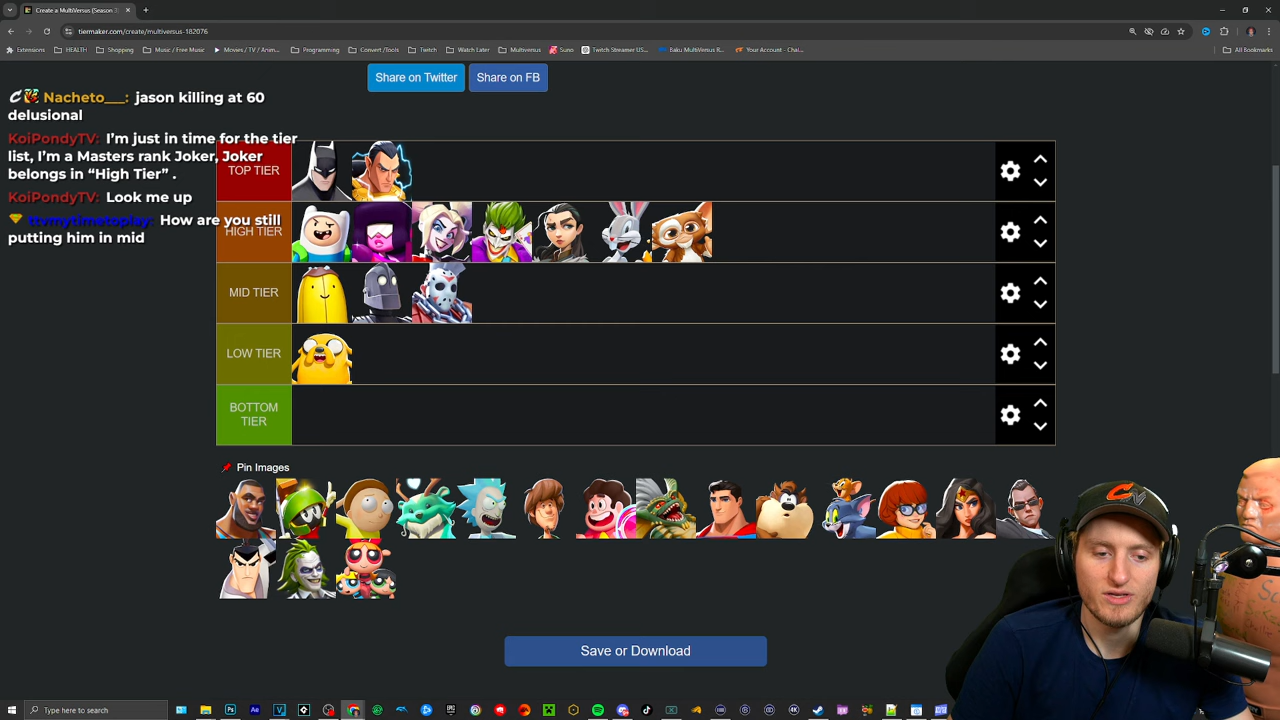 Create a MultiVersus (Season 3)
tiermaker.com/create/multiversus-182076
Extensions
HEALTH
Shopping
Music / Free Music
Movies / TV / Anim...
Programming
Convert /Tools
Twitch
Watch Later
Multiversus
Suno
Twitch Streamer US...
Baku MultiVersus R...
Your Account - Chai...
All Bookmarks
Share on Twitter
Share on FB
Nacheto___: jason killing at 60
delusional
KoiPondyTV: I’m just in time for the tier
list, I’m a Masters rank Joker, Joker
belongs in “High Tier” .
KoiPondyTV: Look me up
ttvmytimetoplay: How are you still
putting him in mid
TOP TIER
HIGH TIER
MID TIER
LOW TIER
BOTTOM
TIER
Pin Images
Save or Download
Type here to search